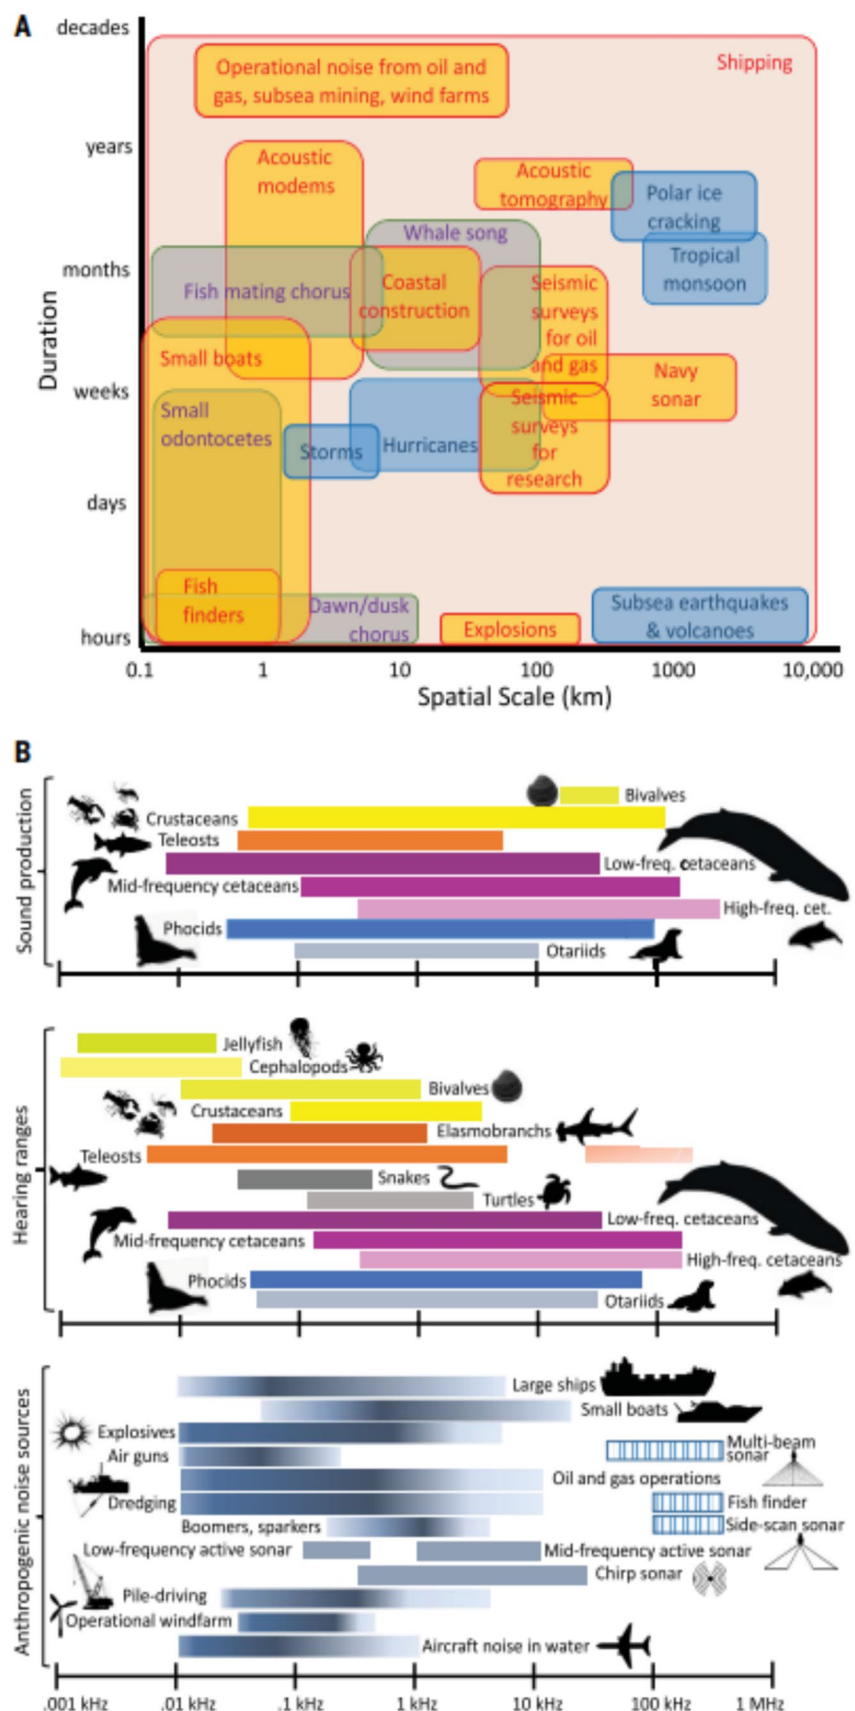 A
decades
Shipping
Operational noise from oil and
gas, subsea mining, wind farms
years
Acoustic
modems
Acoustic
tomography
Polar ice
cracking
Whale song
Tropical
monsoon
months
Fish mating chorus
Coastal
construction
Seismic
surveys
for oil
and gas
Duration
Small boats
weeks
Navy
sonar
Small
odontocetes
Seismic
surveys
for
research
Storms
Hurricanes
days
Fish
finders
Dawn/dusk
chorus
Explosions
Subsea earthquakes
& volcanoes
hours
0.1
1
10
100
1000
10,000
Spatial Scale (km)
B
Sound production
Bivalves
Crustaceans
Teleosts
Low-freq. cetaceans
Mid-frequency cetaceans
High-freq. cet.
Phocids
Otariids
Hearing ranges
Jellyfish
Cephalopods
Bivalves
Crustaceans
Elasmobranchs
Teleosts
Snakes
Turtles
Low-freq. cetaceans
Mid-frequency cetaceans
High-freq. cetaceans
Phocids
Otariids
Anthropogenic noise sources
Large ships
Small boats
Explosives
Multi-beam
sonar
Air guns
Oil and gas operations
Dredging
Fish finder
Boomers, sparkers
Side-scan sonar
Low-frequency active sonar
Mid-frequency active sonar
Chirp sonar
Pile-driving
Operational windfarm
Aircraft noise in water
.001 kHz
.01 kHz
.1 kHz
1 kHz
10 kHz
100 kHz
1 MHz